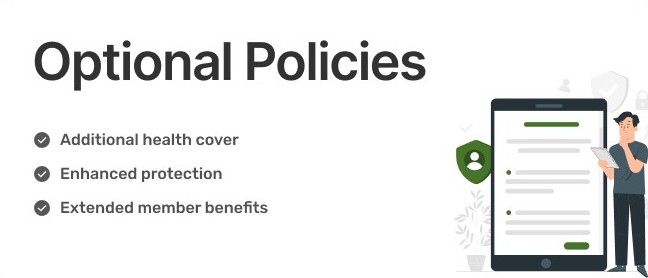 Optional Policies
Additional health cover
Enhanced protection
Extended member benefits